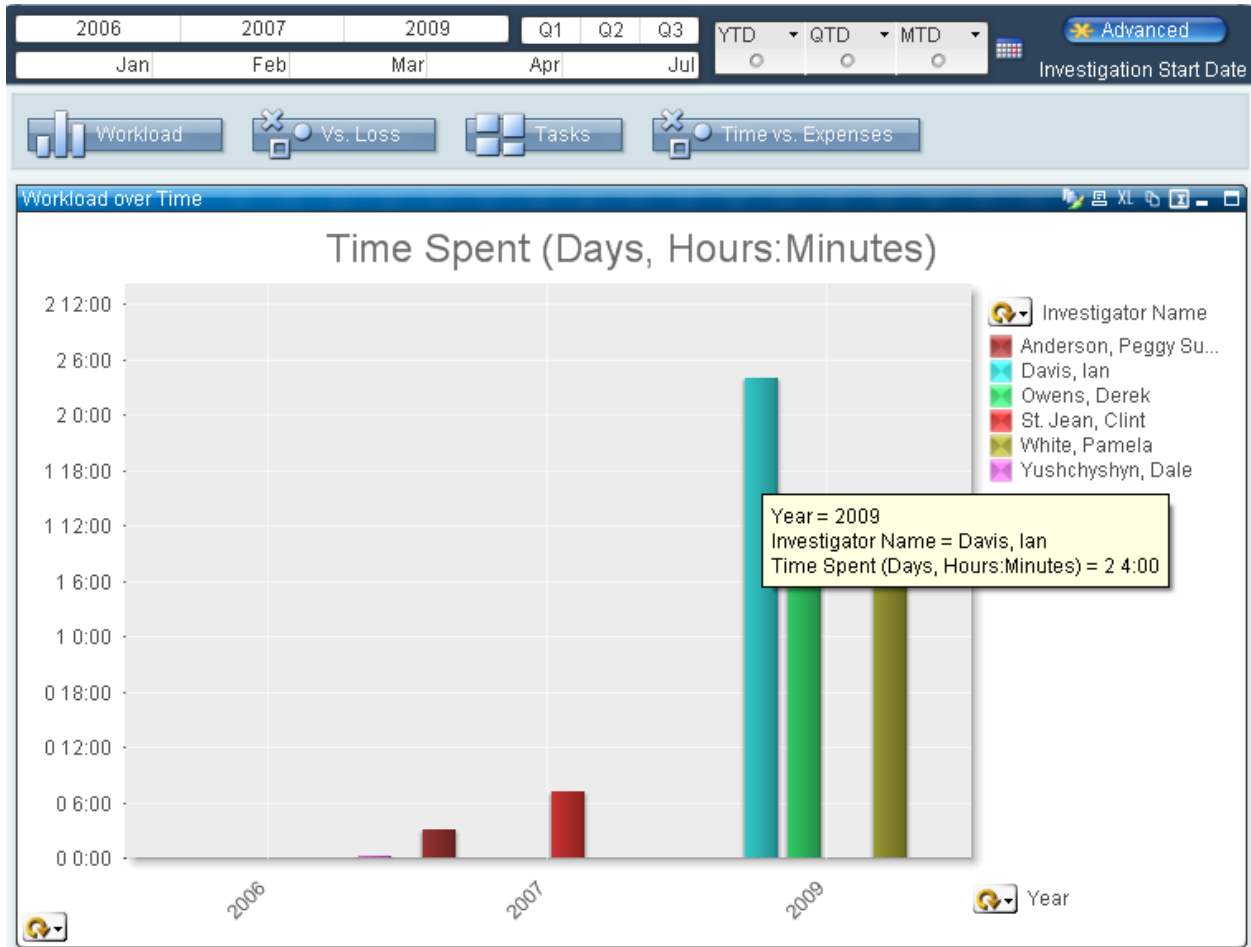 2006 2007 2009 Q1 Q2 Q3 YTD QTD MTD Advanced
Jan Feb Mar Apr Jul Investigation Start Date
Workload Vs. Loss Tasks Time vs. Expenses
Workload over Time XL
Time Spent (Days, Hours:Minutes)
2 12:00
2 6:00
2 0:00
1 18:00
1 12:00
1 6:00
1 0:00
0 18:00
0 12:00
0 6:00
0 0:00
Investigator Name
Anderson, Peggy Su...
Davis, Ian
Owens, Derek
St. Jean, Clint
White, Pamela
Yushchyshyn, Dale
Year = 2009
Investigator Name = Davis, Ian
Time Spent (Days, Hours:Minutes) = 2 4:00
2006 2007 2009
Year